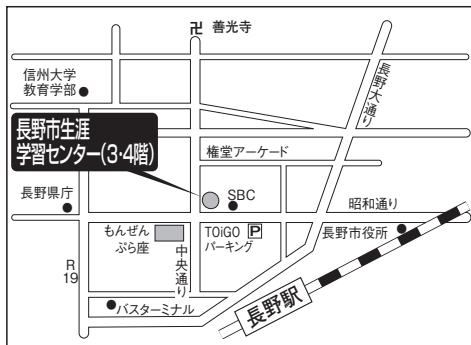 卍 善光寺
信州大学
教育学部
長野大通り
長野市生涯
学習センター(3・4階)
権堂アーケード
長野県庁
SBC
昭和通り
もんぜん
ぷら座
中央通り
TOiGO P
パーキング
長野市役所
R
19
バスターミナル
長野駅